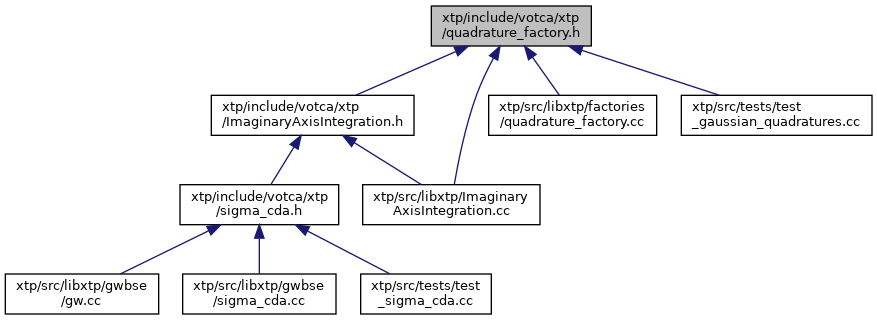 xtp/include/votca/xtp
/quadrature_factory.h
xtp/include/votca/xtp
/ImaginaryAxisIntegration.h
xtp/src/libxtp/factories
/quadrature_factory.cc
xtp/src/tests/test
_gaussian_quadratures.cc
xtp/include/votca/xtp
/sigma_cda.h
xtp/src/libxtp/Imaginary
AxisIntegration.cc
xtp/src/libxtp/gwbse
/gw.cc
xtp/src/libxtp/gwbse
/sigma_cda.cc
xtp/src/tests/test
_sigma_cda.cc